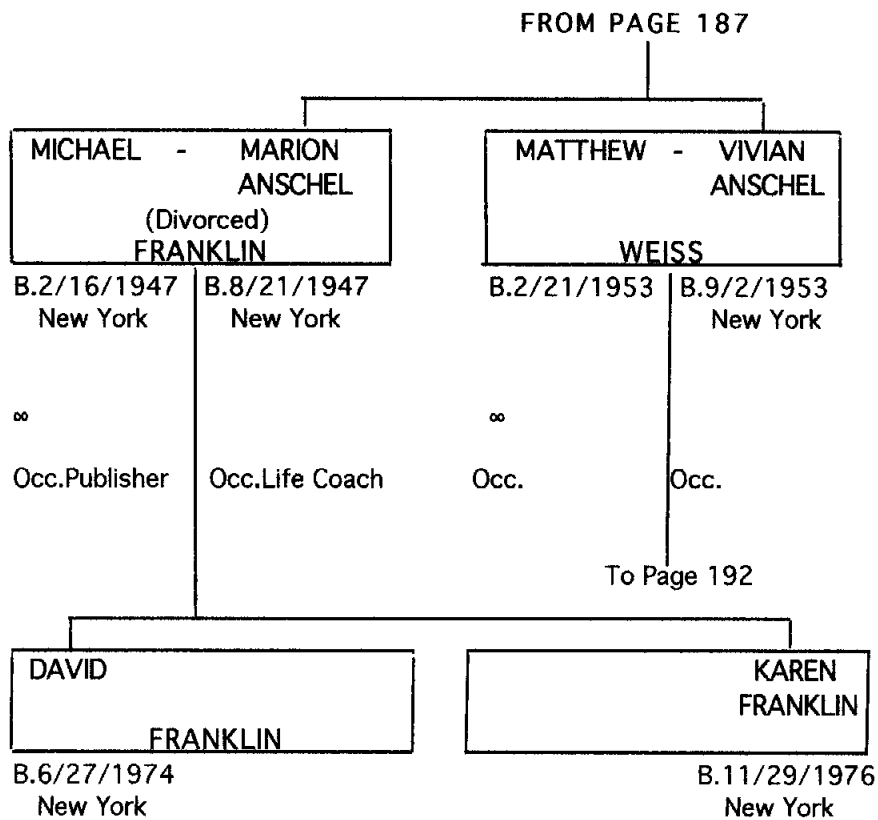 FROM PAGE 187
MICHAEL - MARION MATTHEW - VIVIAN
ANSCHEL ANSCHEL
(Divorced)
FRANKLIN WEISS
B.2/16/1947 B.8/21/1947 B.2/21/1953 B.9/2/1953
New York New York New York
∞ ∞
Occ.Publisher Occ.Life Coach Occ. Occ.
To Page 192
DAVID KAREN
FRANKLIN
FRANKLIN
B.6/27/1974 B.11/29/1976
New York New York